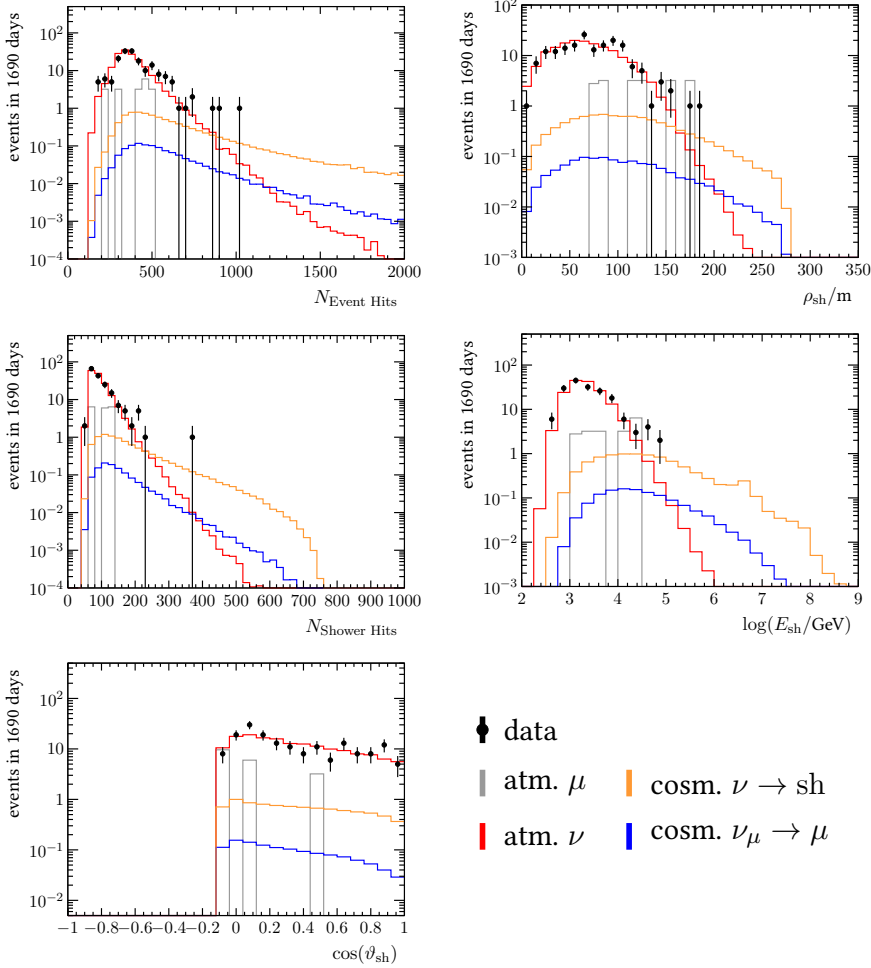 events in 1690 days
10²
10
1
10⁻¹
10⁻²
10⁻³
10⁻⁴
0 500 1000 1500 2000
N_Event Hits
events in 1690 days
10²
10
1
10⁻¹
10⁻²
10⁻³
0 50 100 150 200 250 300 350
ρ_sh/m
events in 1690 days
10²
10
1
10⁻¹
10⁻²
10⁻³
10⁻⁴
0 100 200 300 400 500 600 700 800 900 1000
N_Shower Hits
events in 1690 days
10²
10
1
10⁻¹
10⁻²
10⁻³
2 3 4 5 6 7 8 9
log(E_sh/GeV)
events in 1690 days
10²
10
1
10⁻¹
10⁻²
−1 −0.8 −0.6 −0.4 −0.2 0 0.2 0.4 0.6 0.8 1
cos(ϑ_sh)
data
atm. μ
cosm. ν → sh
atm. ν
cosm. ν_μ → μ